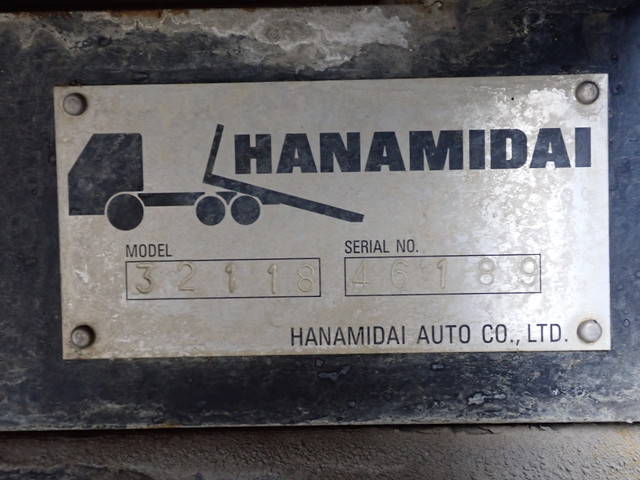 HANAMIDAI
MODEL SERIAL NO.
32118 46189
HANAMIDAI AUTO CO., LTD.